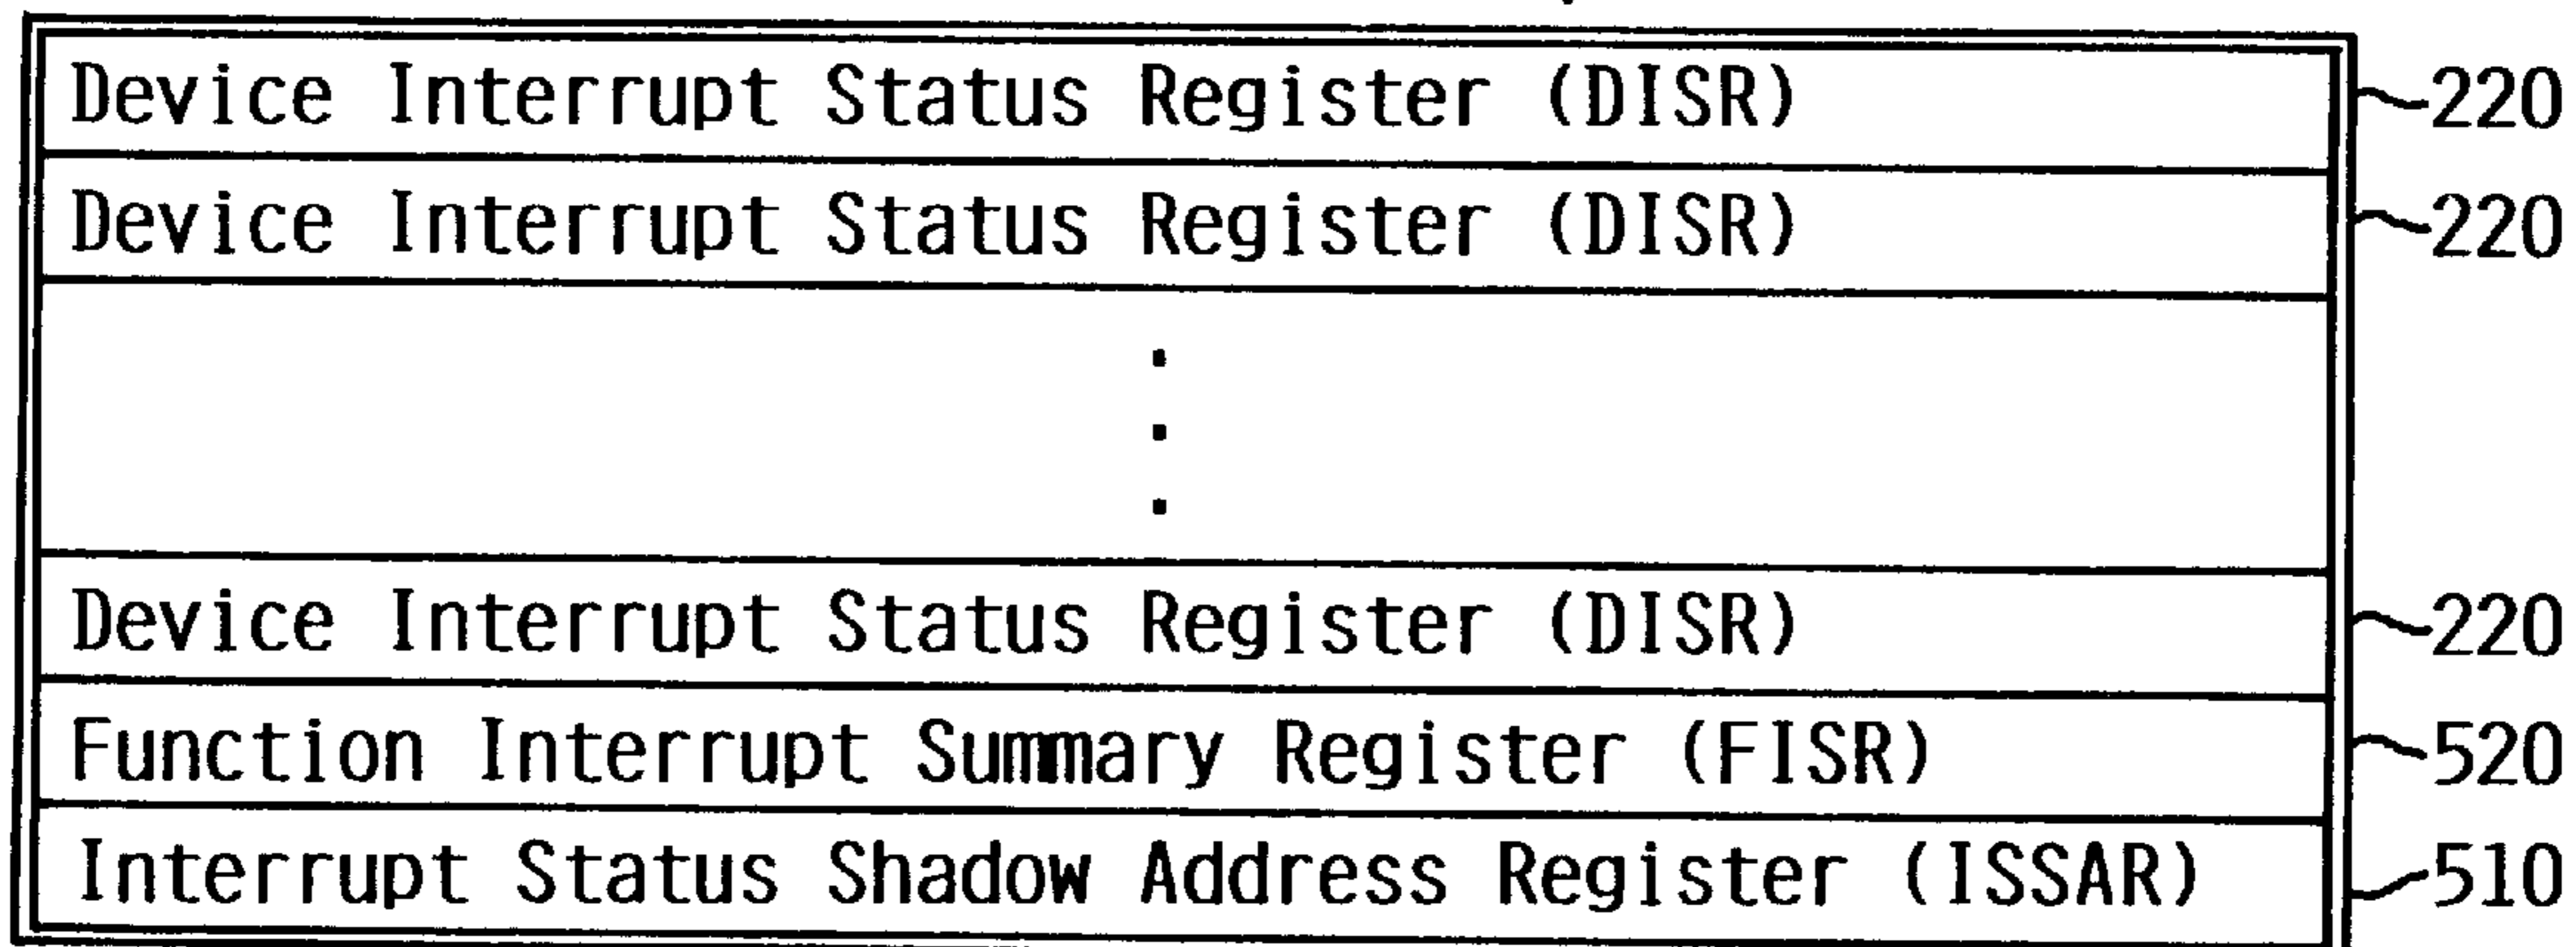 Device Interrupt Status Register (DISR) 220
Device Interrupt Status Register (DISR) 220
.
.
.
Device Interrupt Status Register (DISR) 220
Function Interrupt Summary Register (FISR) 520
Interrupt Status Shadow Address Register (ISSAR) 510